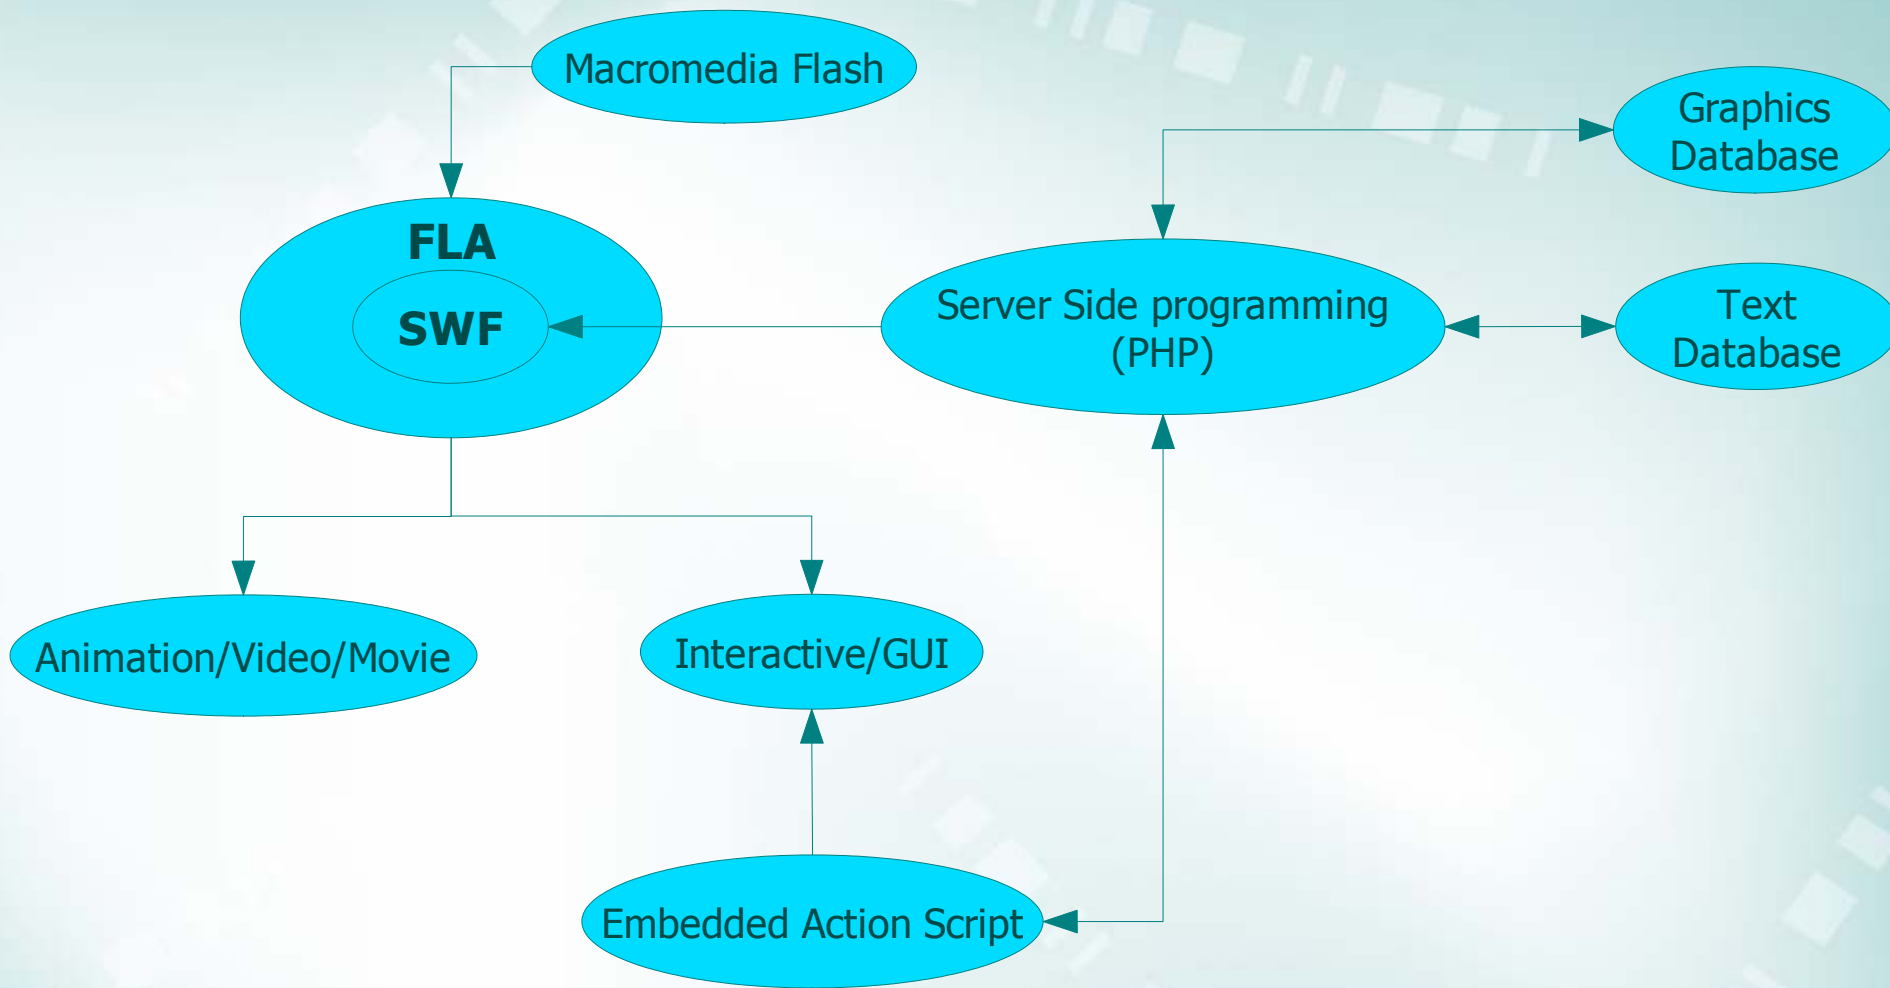 Macromedia Flash
Graphics
Database
FLA
SWF
Server Side programming
(PHP)
Text
Database
Animation/Video/Movie
Interactive/GUI
Embedded Action Script